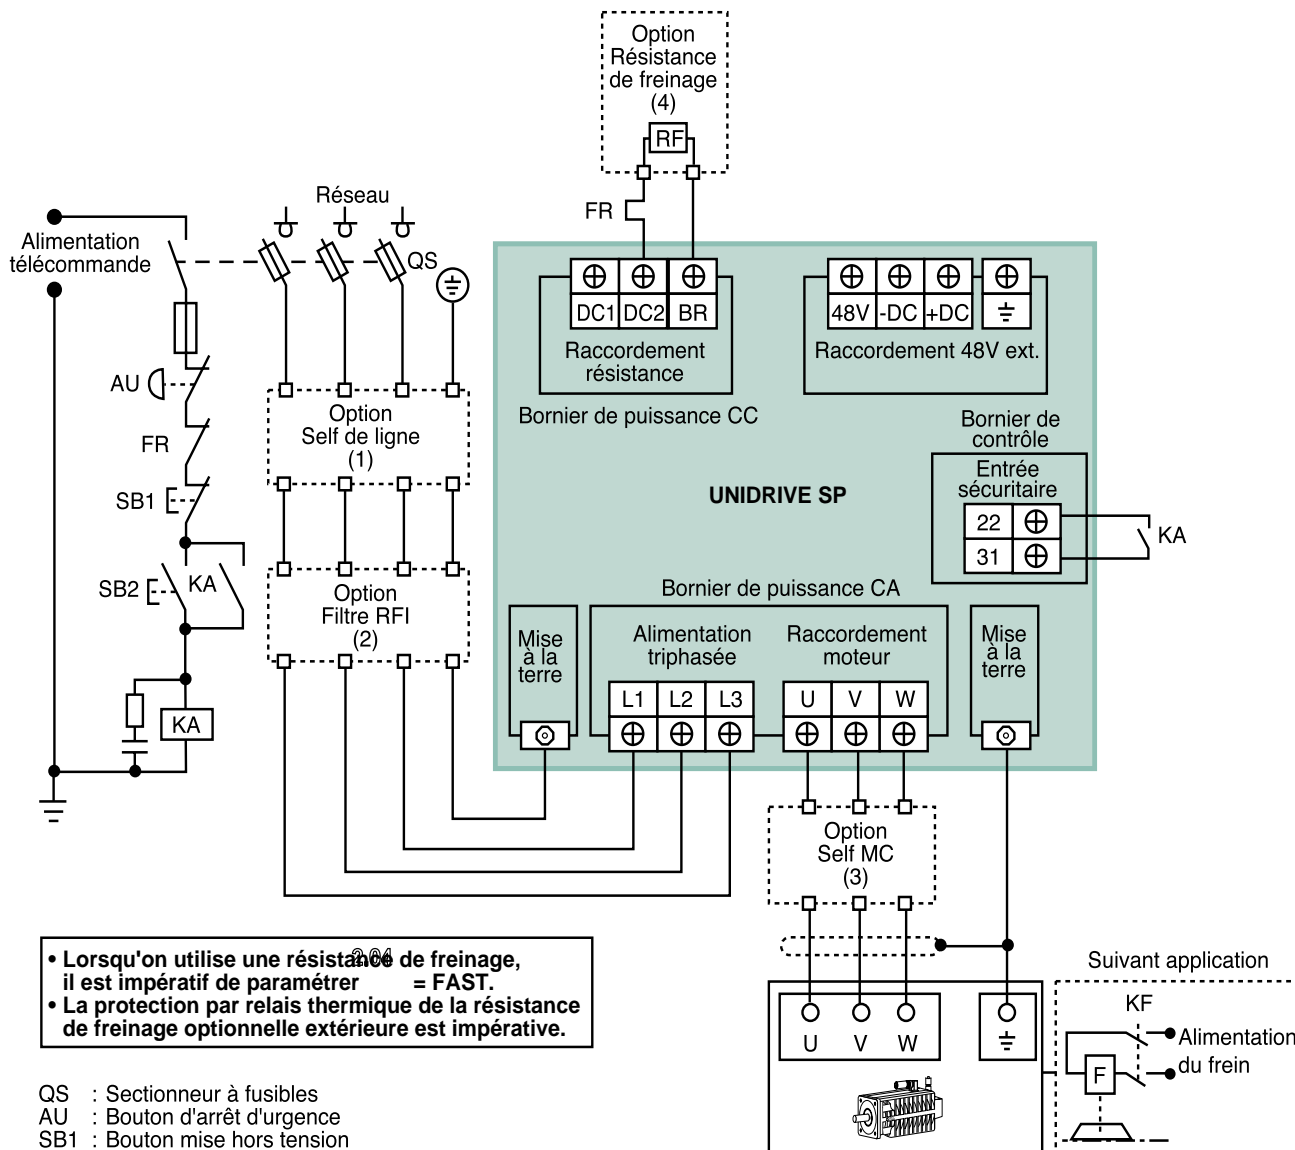 Option
Résistance
de freinage
(4)
RF
FR
Réseau
Alimentation
télécommande
QS
DC1 DC2 BR
Raccordement
résistance
Bornier de puissance CC
48V -DC +DC
Raccordement 48V ext.
AU
FR
SB1
SB2
KA
KA
Option
Self de ligne
(1)
Option
Filtre RFI
(2)
UNIDRIVE SP
Bornier de
contrôle
Entrée
sécuritaire
22
31
KA
Bornier de puissance CA
Mise
à la
terre
Alimentation
triphasée
L1 L2 L3
Raccordement
moteur
U V W
Mise
à la
terre
Option
Self MC
(3)
• Lorsqu'on utilise une résistance de freinage,
2.04
il est impératif de paramétrer = FAST.
• La protection par relais thermique de la résistance
de freinage optionnelle extérieure est impérative.
U V W
Suivant application
KF
Alimentation
du frein
F
QS : Sectionneur à fusibles
AU : Bouton d'arrêt d'urgence
SB1 : Bouton mise hors tension